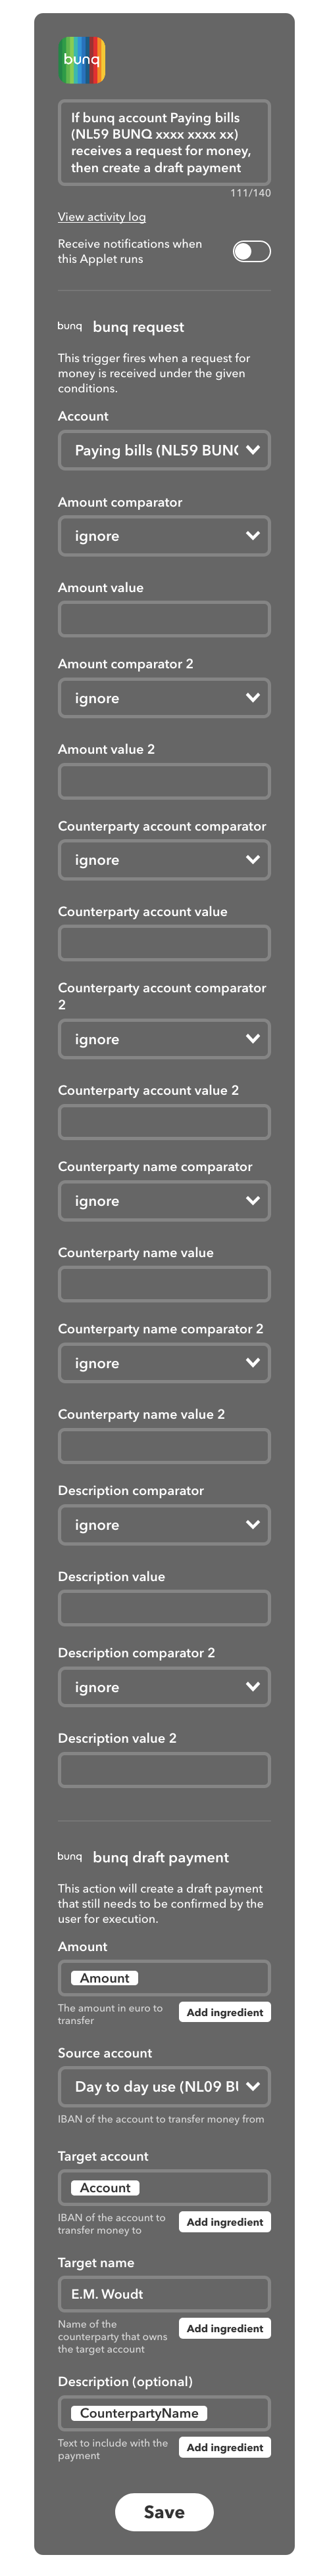 bunq
If bunq account Paying bills
(NL59 BUNQ xxxx xxxx xx)
receives a request for money,
then create a draft payment
111/140
View activity log
Receive notifications when
this Applet runs
bunq bunq request
This trigger fires when a request for
money is received under the given
conditions.
Account
Paying bills (NL59 BUNQ
Amount comparator
ignore
Amount value
Amount comparator 2
ignore
Amount value 2
Counterparty account comparator
ignore
Counterparty account value
Counterparty account comparator
2
ignore
Counterparty account value 2
Counterparty name comparator
ignore
Counterparty name value
Counterparty name comparator 2
ignore
Counterparty name value 2
Description comparator
ignore
Description value
Description comparator 2
ignore
Description value 2
bunq bunq draft payment
This action will create a draft payment
that still needs to be confirmed by the
user for execution.
Amount
Amount
The amount in euro to
transfer
Add ingredient
Source account
Day to day use (NL09 BU
IBAN of the account to transfer money from
Target account
Account
IBAN of the account to
transfer money to
Add ingredient
Target name
E.M. Woudt
Name of the
counterparty that owns
the target account
Add ingredient
Description (optional)
CounterpartyName
Text to include with the
payment
Add ingredient
Save